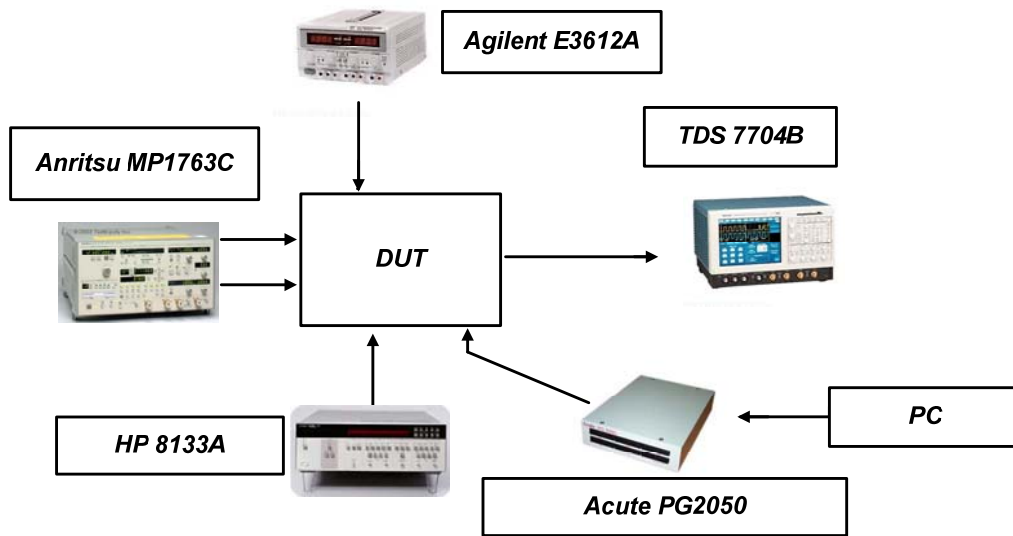 Agilent E3612A
TDS 7704B
Anritsu MP1763C
DUT
HP 8133A
PC
Acute PG2050